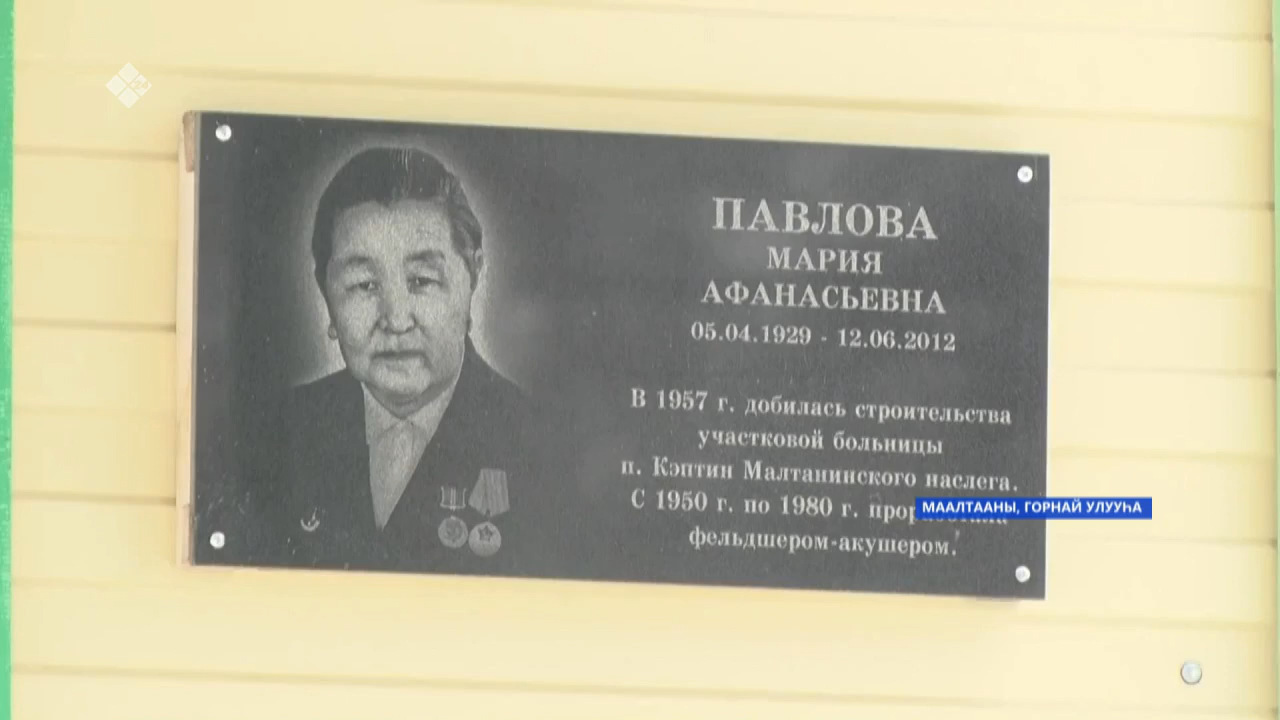 ПАВЛОВА
МАРИЯ
АФАНАСЬЕВНА
05.04.1929 - 12.06.2012
В 1957 г. добилась строительства
участковой больницы
п. Кэптин Малтанинского наслега.
С 1950 г. по 1980 г. проработала
фельдшером-акушером.
МААЛТААНЫ, ГОРНАЙ УЛУУҺА